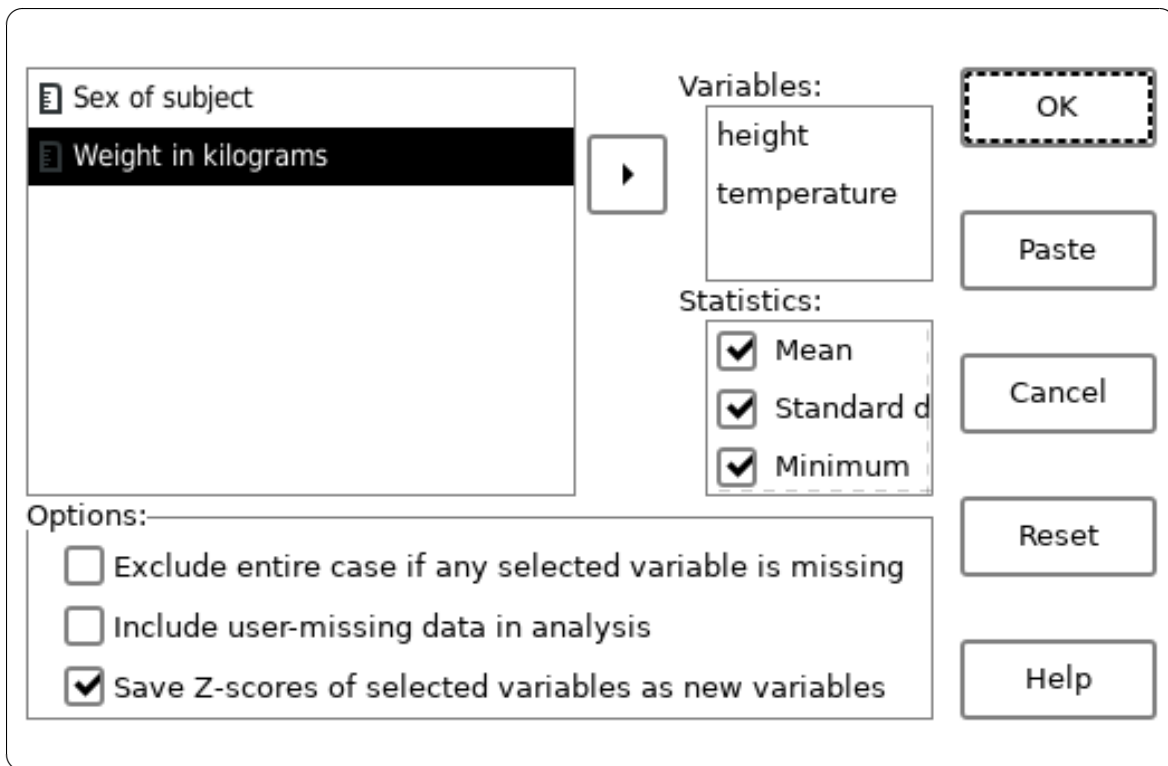 Sex of subject
Weight in kilograms
Variables:
height
temperature
Statistics:
Mean
Standard d
Minimum
Options:
Exclude entire case if any selected variable is missing
Include user-missing data in analysis
Save Z-scores of selected variables as new variables
OK
Paste
Cancel
Reset
Help